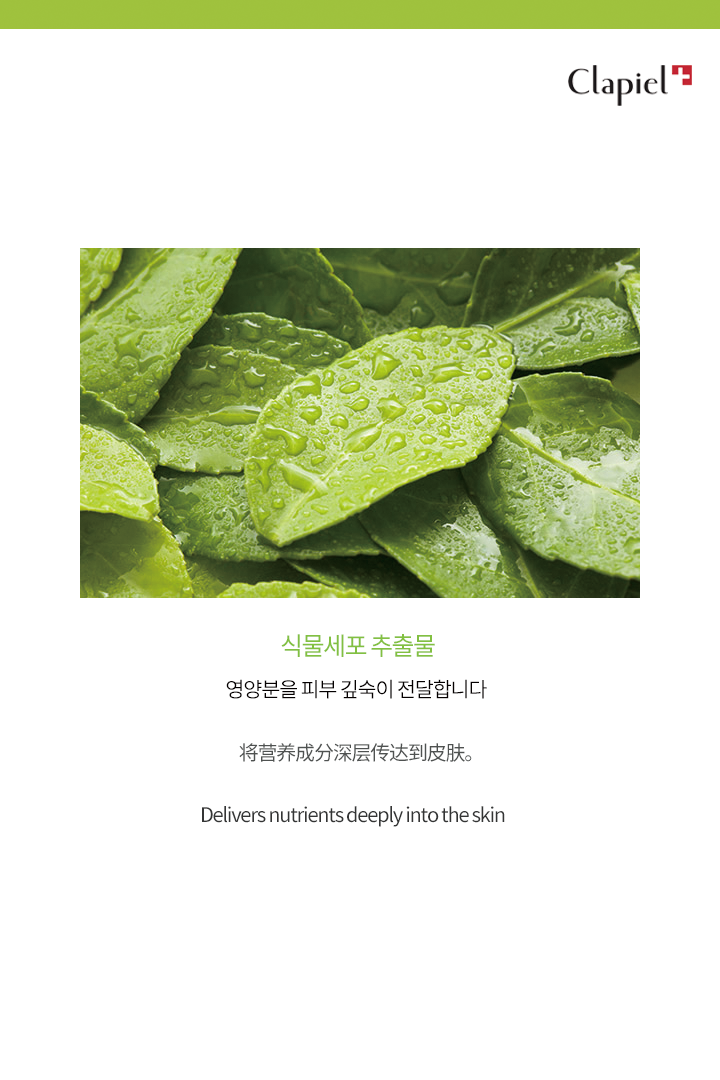 Clapiel
식물세포 추출물
영양분을 피부 깊숙이 전달합니다
将营养成分深层传达到皮肤。
Delivers nutrients deeply into the skin